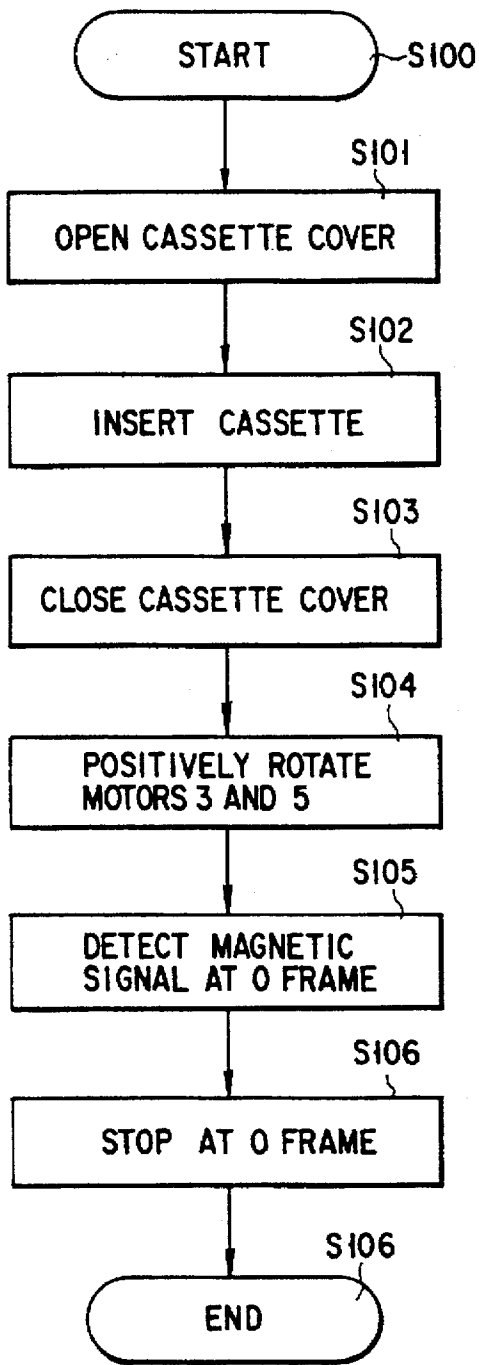 START
S100
S101
OPEN CASSETTE COVER
S102
INSERT CASSETTE
S103
CLOSE CASSETTE COVER
S104
POSITIVELY ROTATE
MOTORS 3 AND 5
S105
DETECT MAGNETIC
SIGNAL AT 0 FRAME
S106
STOP AT 0 FRAME
S106
END